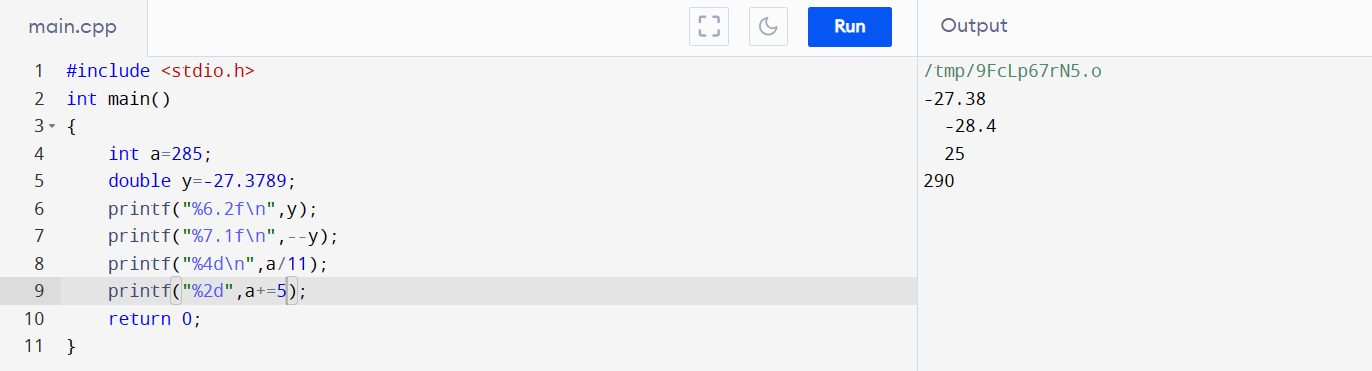 main.cpp
Run
Output
1 #include <stdio.h>
2 int main()
3 {
4     int a=285;
5     double y=-27.3789;
6     printf("%6.2f\n",y);
7     printf("%7.1f\n",--y);
8     printf("%4d\n",a/11);
9     printf("%2d",a+=5);
10     return 0;
11 }
/tmp/9FcLp67rN5.o
-27.38
  -28.4
  25
290